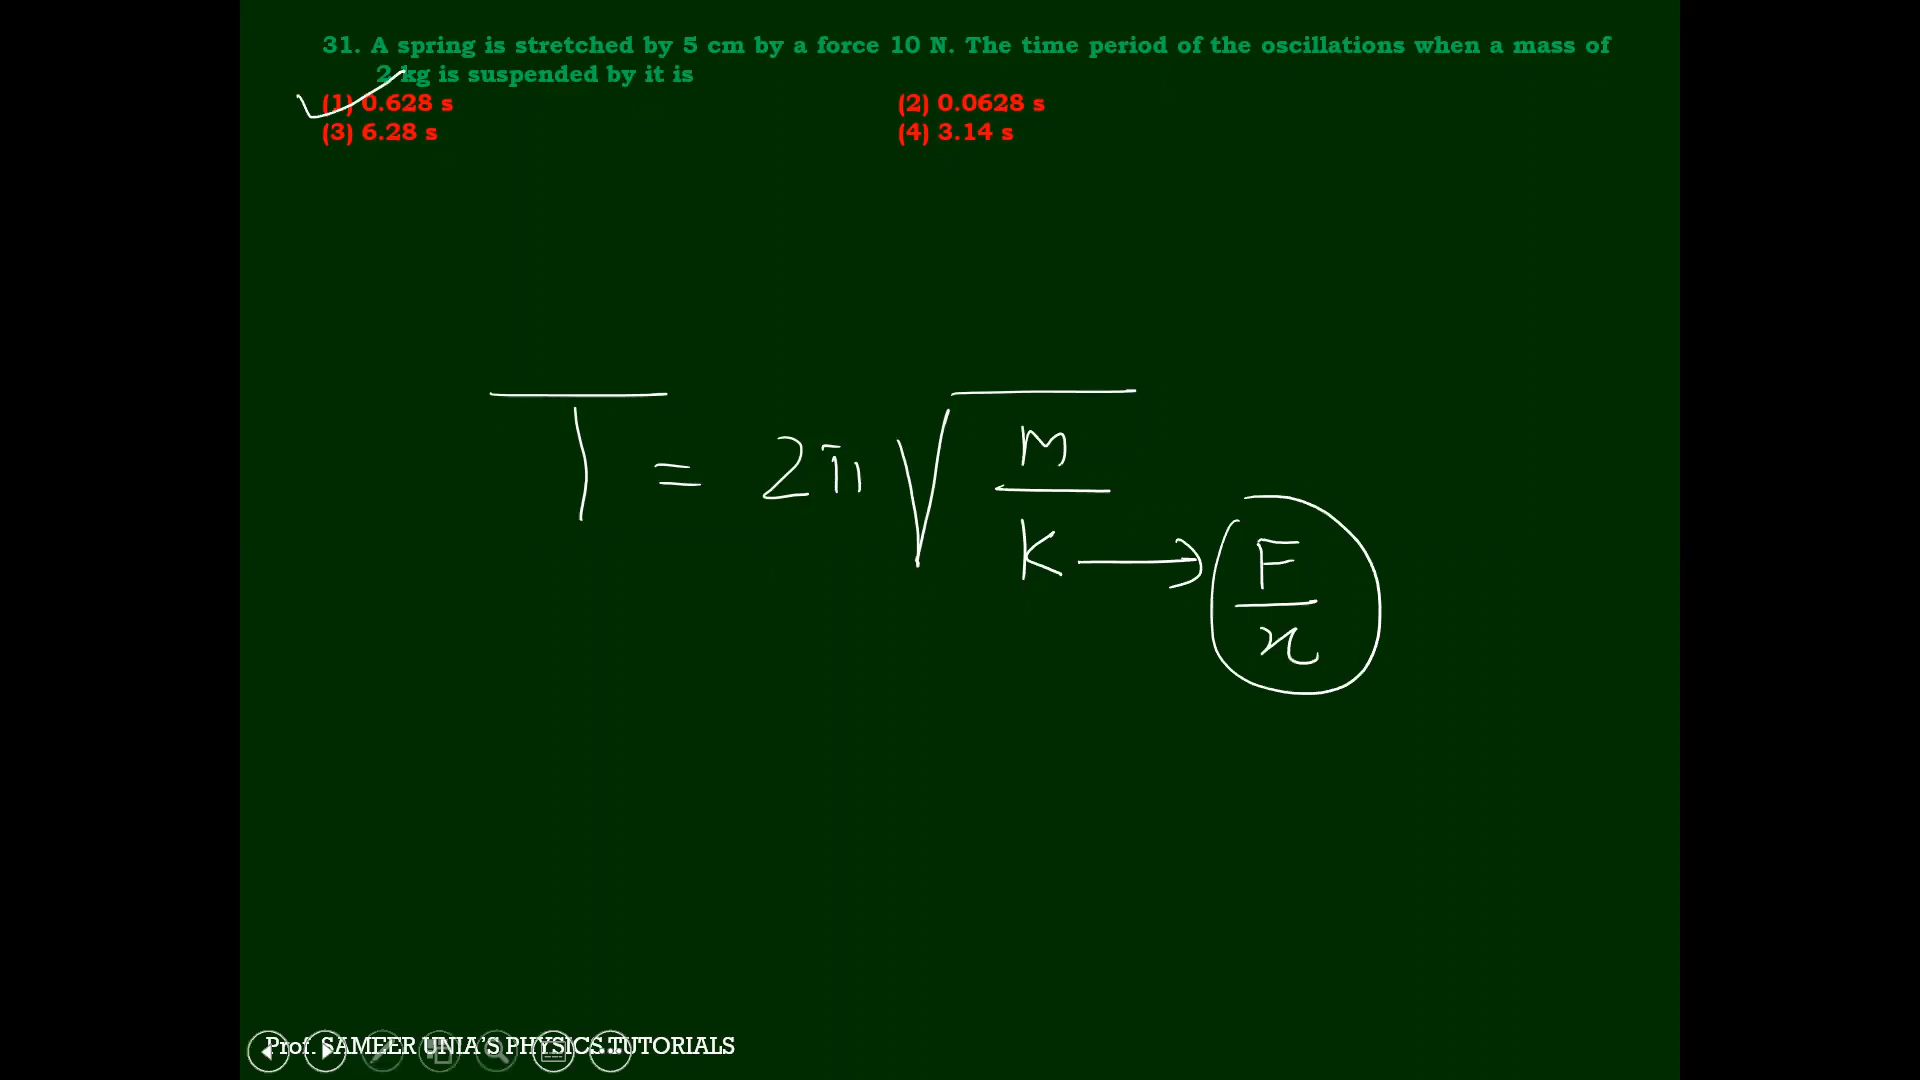 31. A spring is stretched by 5 cm by a force 10 N. The time period of the oscillations when a mass of
2 kg is suspended by it is
(1) 0.628 s (2) 0.0628 s
(3) 6.28 s (4) 3.14 s
T = 2π √ m
K → F
x
Prof. SAMEER UNIA'S PHYSICS TUTORIALS